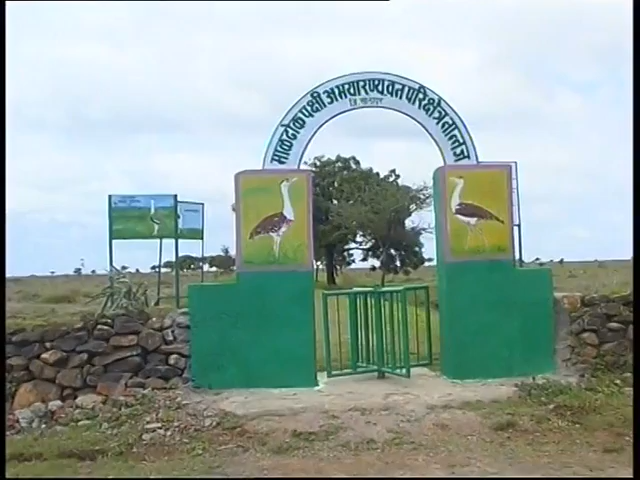 माळढोक पक्षी अभयारण्य, वन परिक्षेत्र नान्नज
जि. सोलापूर